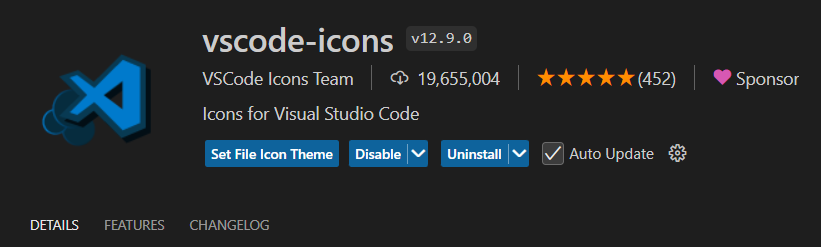 vscode-icons v12.9.0
VSCode Icons Team 19,655,004 (452) Sponsor
Icons for Visual Studio Code
Set File Icon Theme Disable Uninstall Auto Update
DETAILS FEATURES CHANGELOG